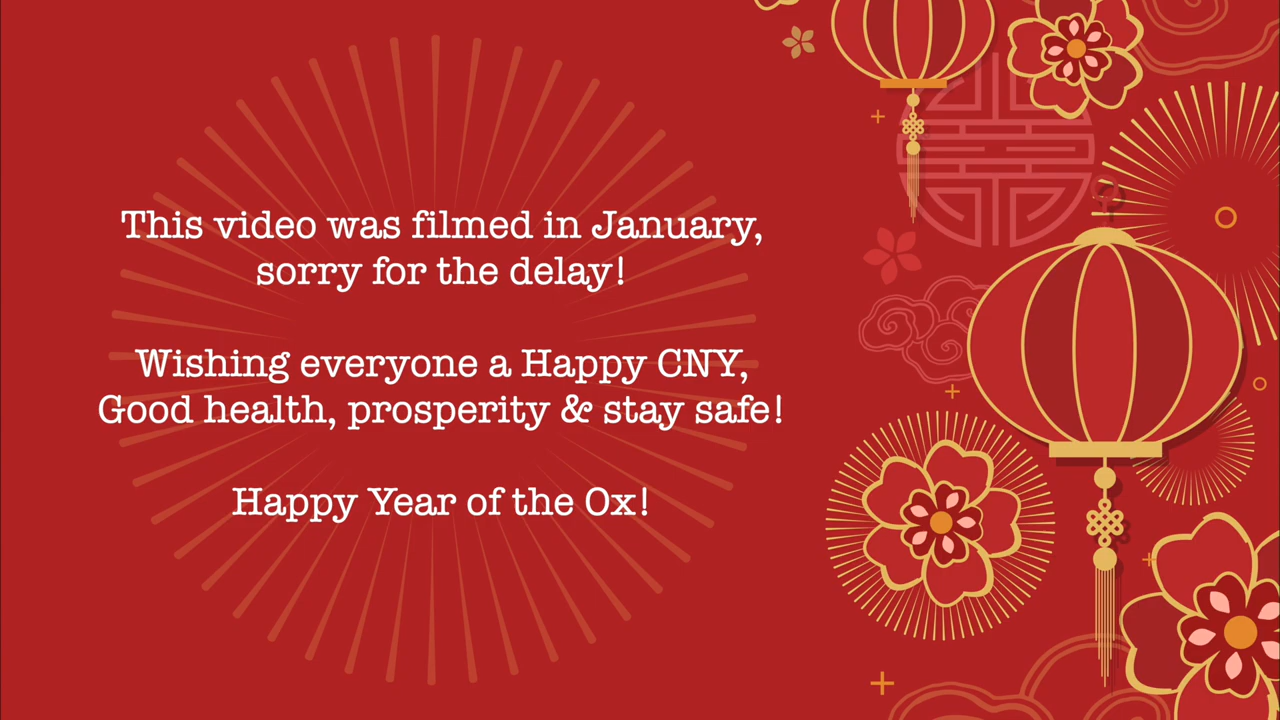 This video was filmed in January,
sorry for the delay!
Wishing everyone a Happy CNY,
Good health, prosperity & stay safe!
Happy Year of the Ox!